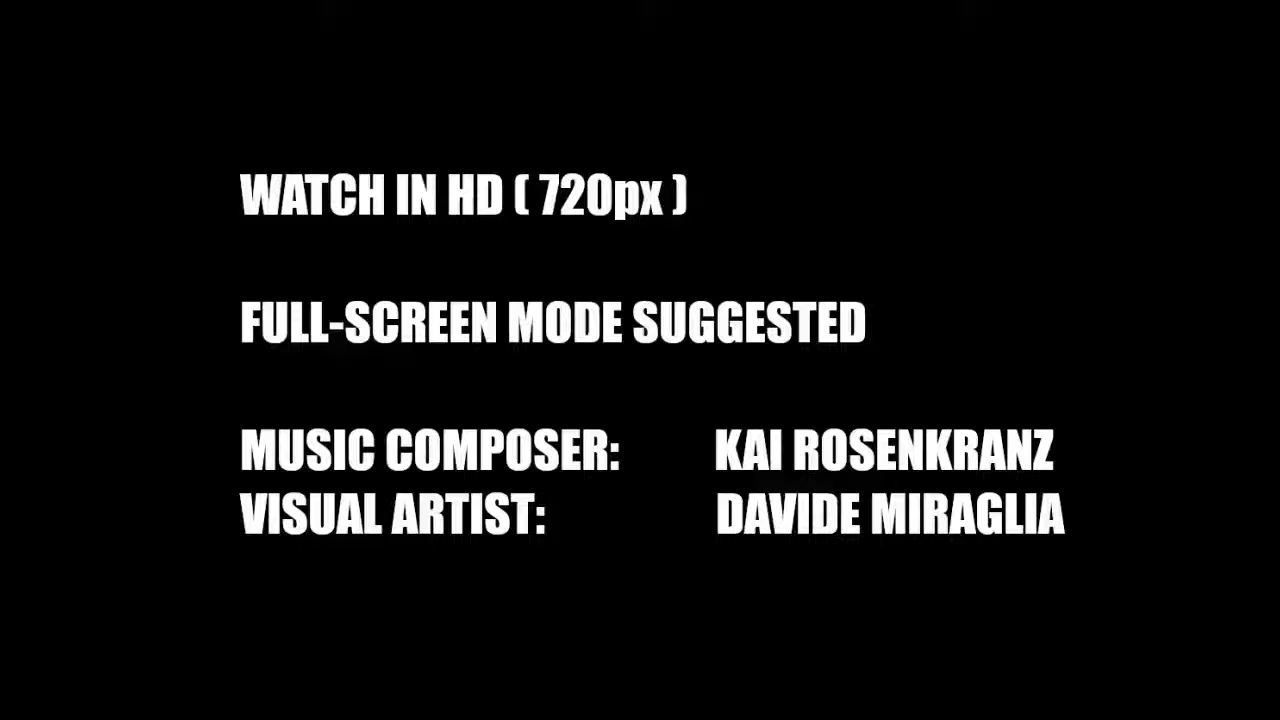 WATCH IN HD ( 720px )
FULL-SCREEN MODE SUGGESTED
MUSIC COMPOSER: KAI ROSENKRANZ
VISUAL ARTIST: DAVIDE MIRAGLIA